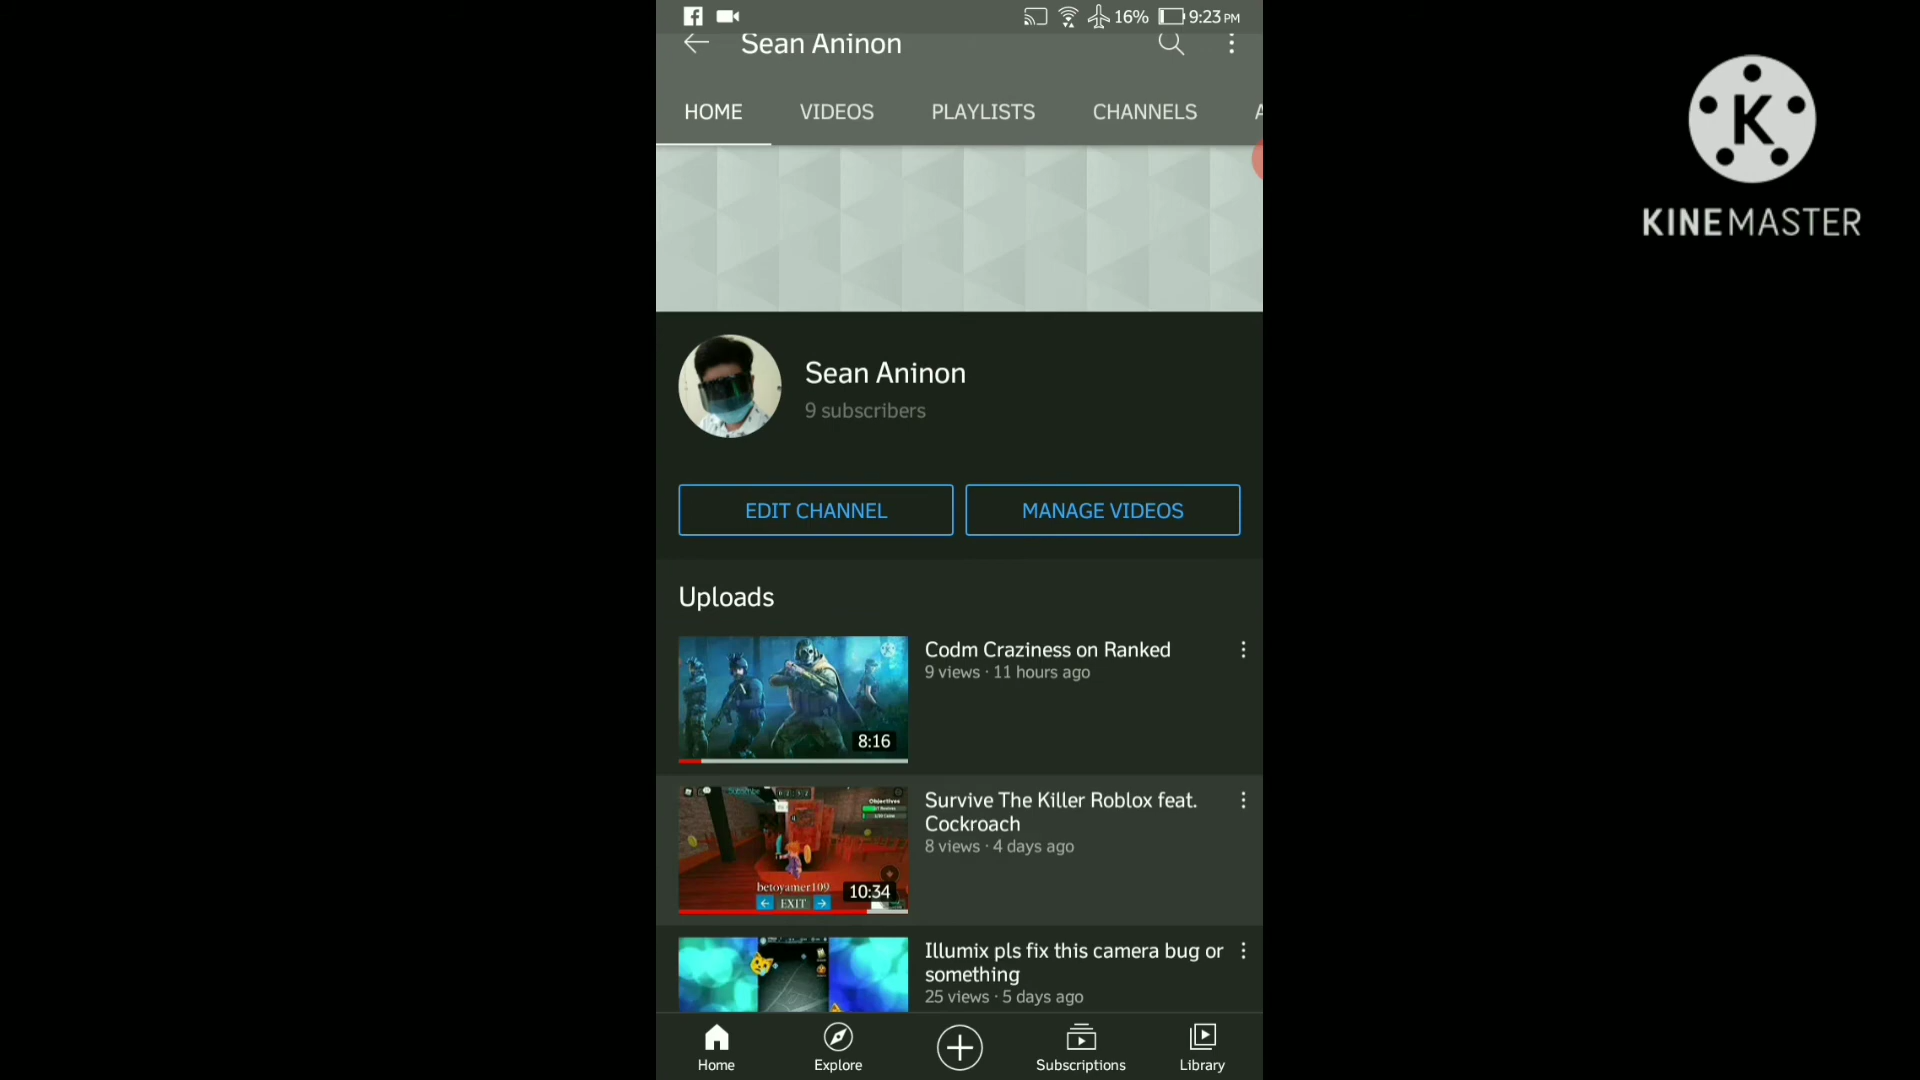 16% 9:23 PM
Sean Aninon
HOME VIDEOS PLAYLISTS CHANNELS A
K
KINEMASTER
Sean Aninon
9 subscribers
EDIT CHANNEL MANAGE VIDEOS
Uploads
Codm Craziness on Ranked
9 views · 11 hours ago
8:16
Survive The Killer Roblox feat.
Cockroach
8 views · 4 days ago
Subscribe
Objectives
betoyamer109
10:34
EXIT
Illumix pls fix this camera bug or
something
25 views · 5 days ago
Home Explore Subscriptions Library